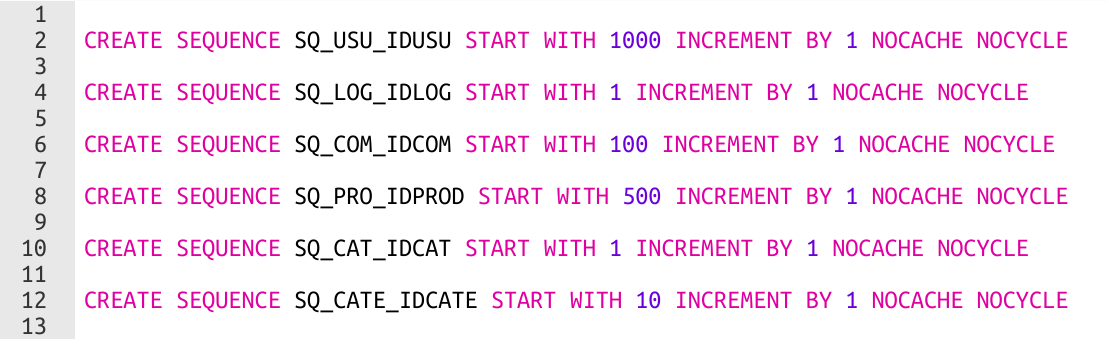 1
2 CREATE SEQUENCE SQ_USU_IDUSU START WITH 1000 INCREMENT BY 1 NOCACHE NOCYCLE
3
4 CREATE SEQUENCE SQ_LOG_IDLOG START WITH 1 INCREMENT BY 1 NOCACHE NOCYCLE
5
6 CREATE SEQUENCE SQ_COM_IDCOM START WITH 100 INCREMENT BY 1 NOCACHE NOCYCLE
7
8 CREATE SEQUENCE SQ_PRO_IDPROD START WITH 500 INCREMENT BY 1 NOCACHE NOCYCLE
9
10 CREATE SEQUENCE SQ_CAT_IDCAT START WITH 1 INCREMENT BY 1 NOCACHE NOCYCLE
11
12 CREATE SEQUENCE SQ_CATE_IDCATE START WITH 10 INCREMENT BY 1 NOCACHE NOCYCLE
13